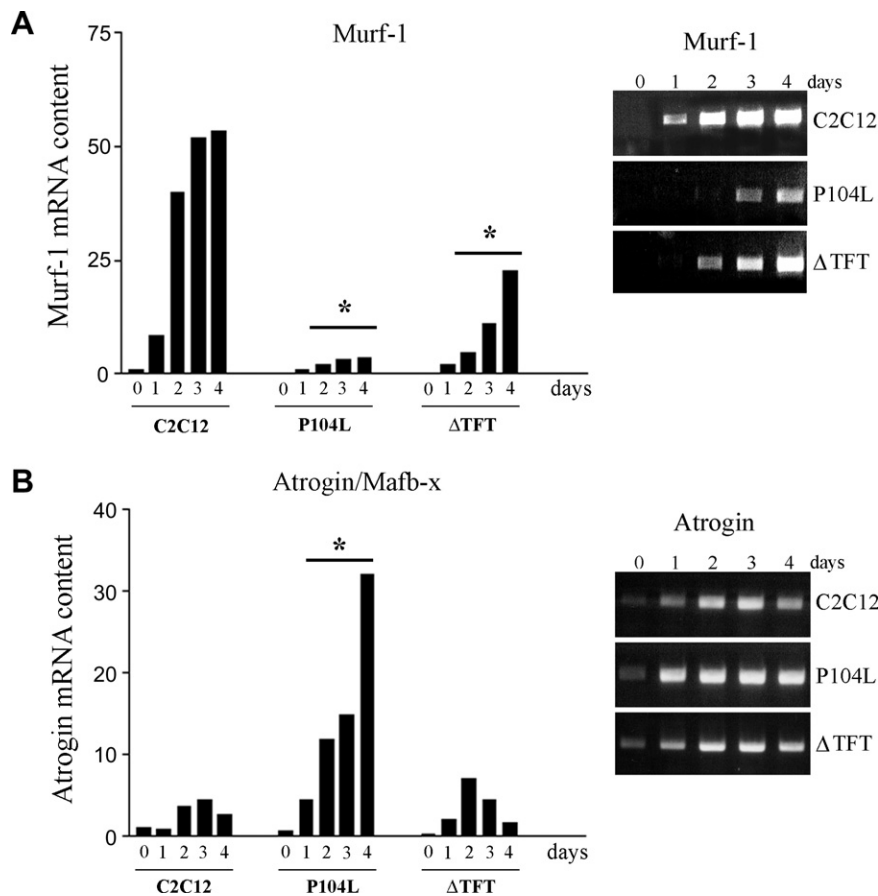 A
Murf-1
Murf-1 mRNA content
75
50
25
0
*
*
0 1 2 3 4 0 1 2 3 4 0 1 2 3 4 days
C2C12 P104L ΔTFT
Murf-1
0 1 2 3 4 days
C2C12
P104L
ΔTFT
B
Atrogin/Mafb-x
Atrogin mRNA content
40
30
20
10
0
*
0 1 2 3 4 0 1 2 3 4 0 1 2 3 4 days
C2C12 P104L ΔTFT
Atrogin
0 1 2 3 4 days
C2C12
P104L
ΔTFT